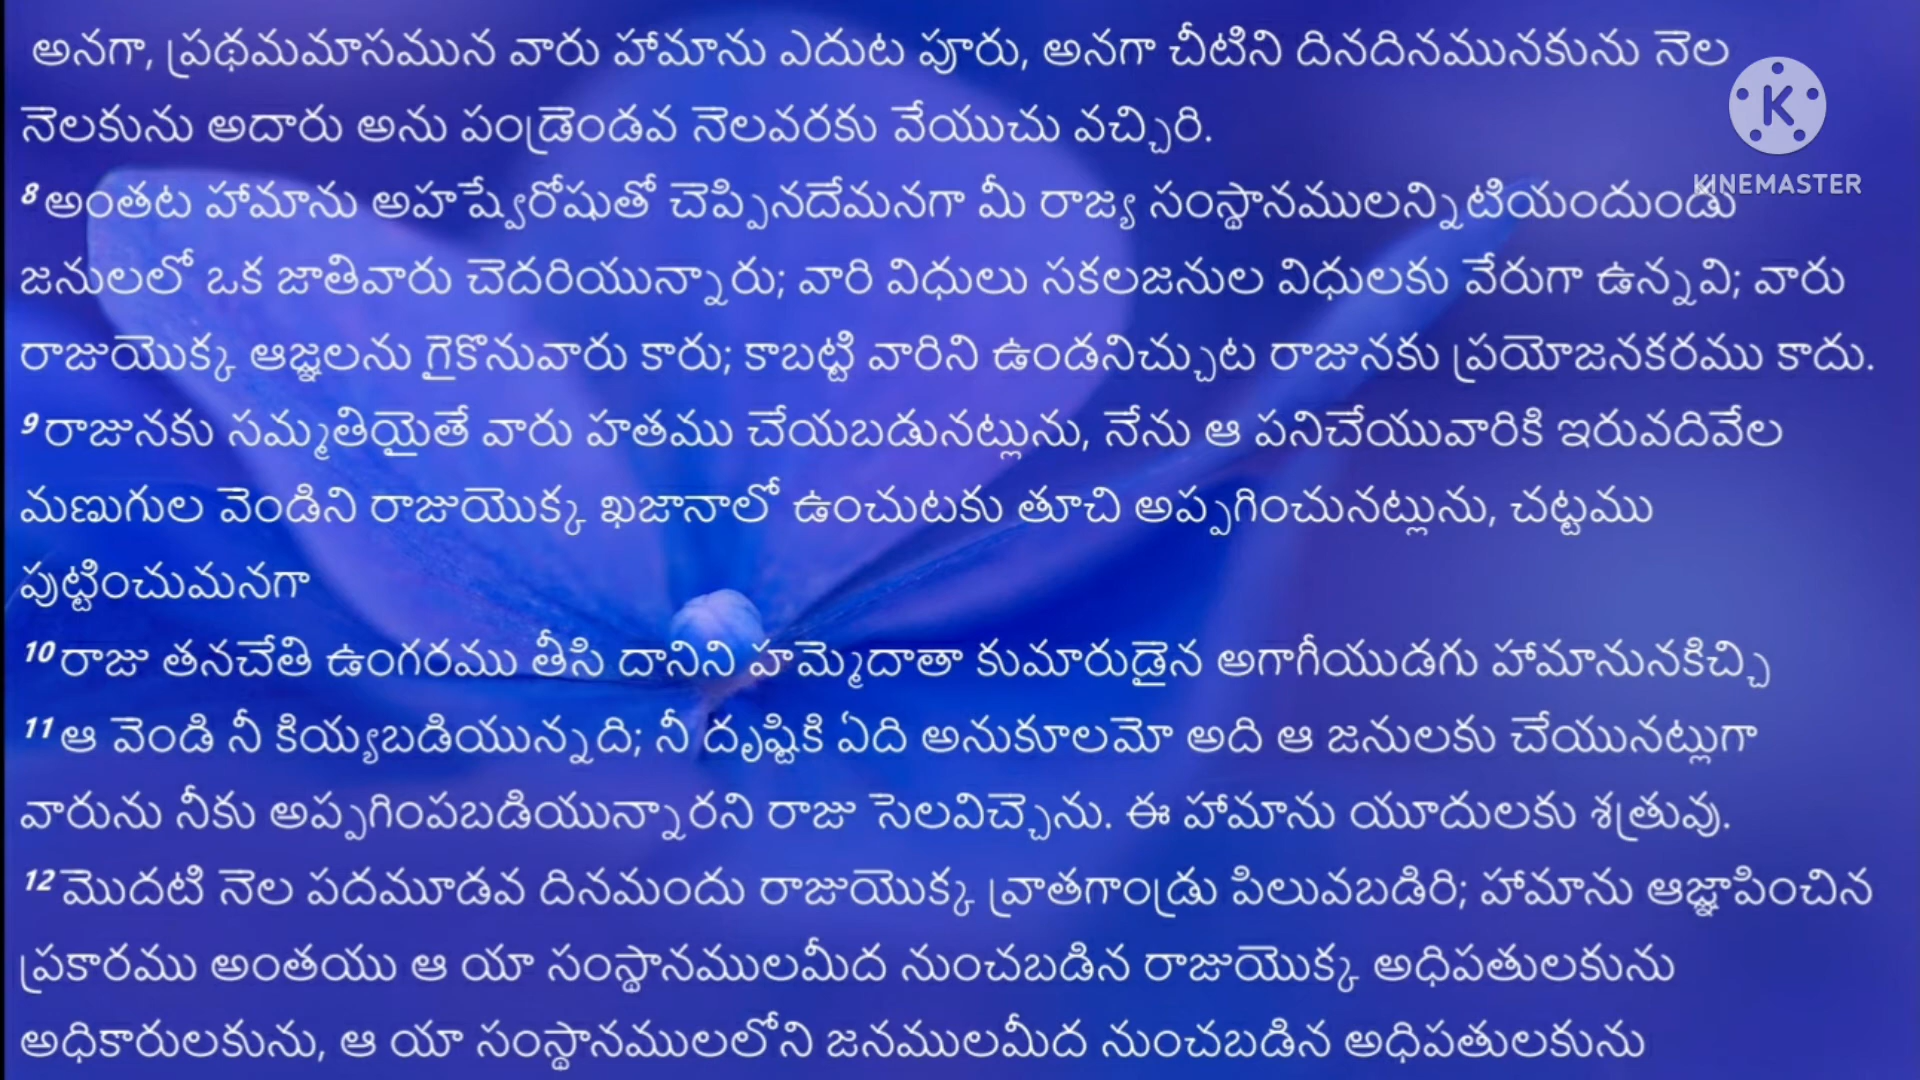 అనగా, ప్రథమమాసమున వారు హామాను ఎదుట పూరు, అనగా చీటిని దినదినమునకును నెల
నెలకును అదారు అను పండ్రెండవ నెలవరకు వేయుచు వచ్చిరి.
KINEMASTER
8 అంతట హామాను అహష్వేరోషుతో చెప్పినదేమనగా మీ రాజ్య సంస్థానములన్నిటియందుండు
జనులలో ఒక జాతివారు చెదరియున్నారు; వారి విధులు సకలజనుల విధులకు వేరుగా ఉన్నవి; వారు
రాజుయొక్క ఆజ్ఞలను గైకొనువారు కారు; కాబట్టి వారిని ఉండనిచ్చుట రాజునకు ప్రయోజనకరము కాదు.
9 రాజునకు సమ్మతియైతే వారు హతము చేయబడునట్లును, నేను ఆ పనిచేయువారికి ఇరువదివేల
మణుగుల వెండిని రాజుయొక్క ఖజానాలో ఉంచుటకు తూచి అప్పగించునట్లును, చట్టము
పుట్టించుమనగా
10 రాజు తనచేతి ఉంగరము తీసి దానిని హమ్మెదాతా కుమారుడైన అగాగీయుడగు హామానునకిచ్చి
11 ఆ వెండి నీ కియ్యబడియున్నది; నీ దృష్టికి ఏది అనుకూలమో అది ఆ జనులకు చేయునట్లుగా
వారును నీకు అప్పగింపబడియున్నారని రాజు సెలవిచ్చెను. ఈ హామాను యూదులకు శత్రువు.
12 మొదటి నెల పదమూడవ దినమందు రాజుయొక్క వ్రాతగాండ్రు పిలువబడిరి; హామాను ఆజ్ఞాపించిన
ప్రకారము అంతయు ఆ యా సంస్థానములమీద నుంచబడిన రాజుయొక్క అధిపతులకును
అధికారులకును, ఆ యా సంస్థానములలోని జనములమీద నుంచబడిన అధిపతులకును